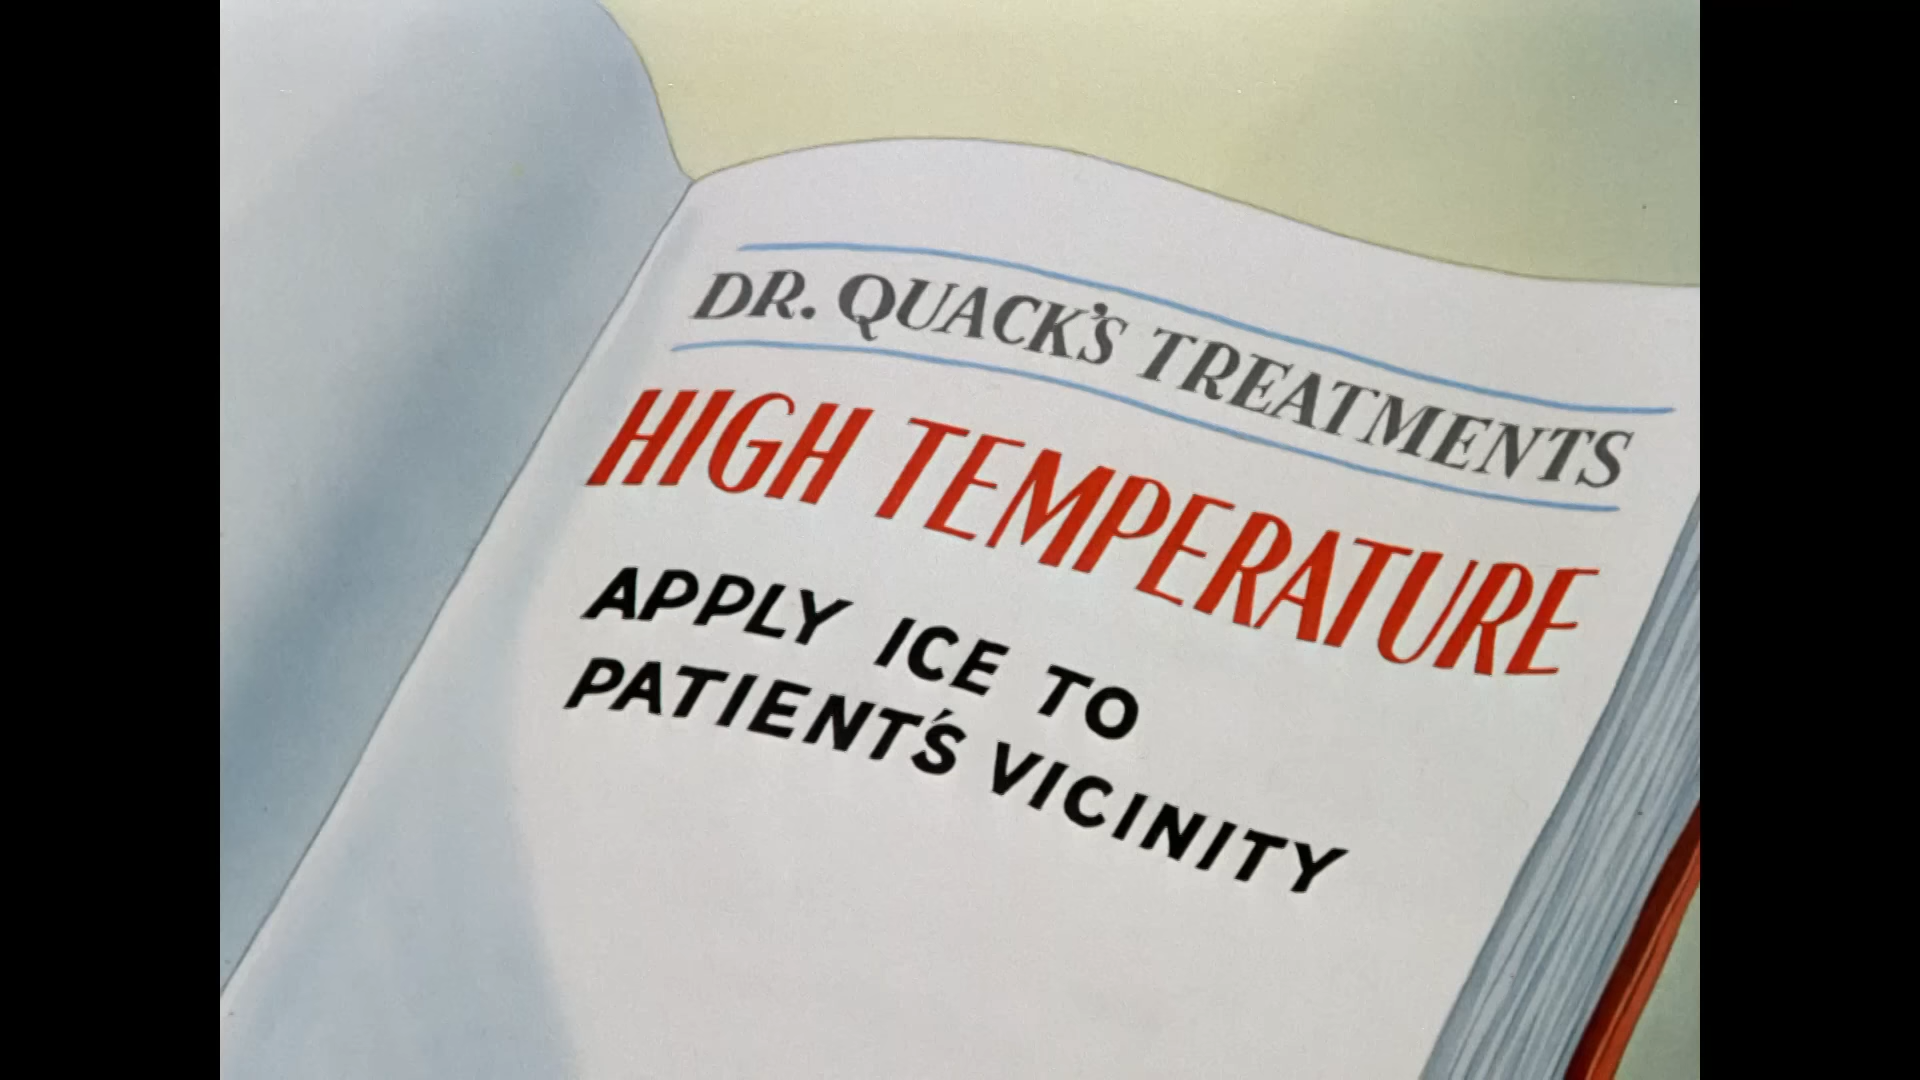 DR. QUACK'S TREATMENTS
HIGH TEMPERATURE
APPLY ICE TO
PATIENT'S VICINITY